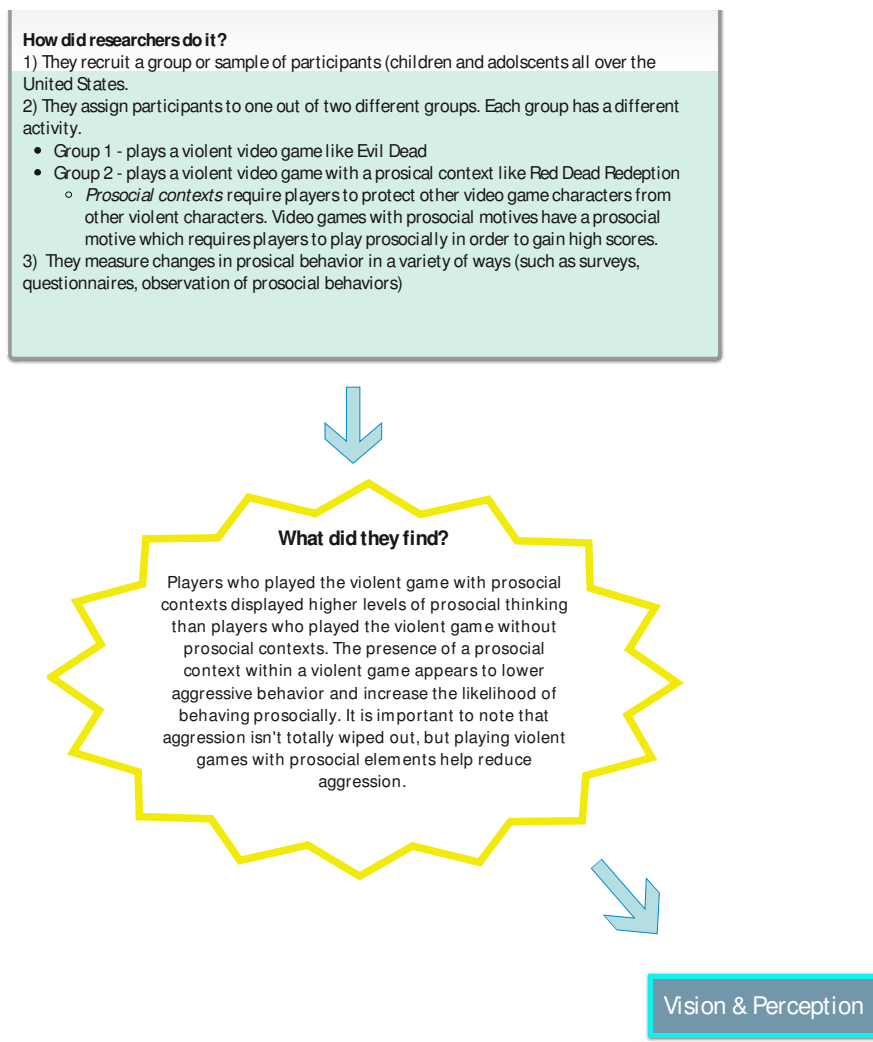 How did researchers do it?
1) They recruit a group or sample of participants (children and adolscents all over the
United States.
2) They assign participants to one out of two different groups. Each group has a different
activity.
• Group 1 - plays a violent video game like Evil Dead
• Group 2 - plays a violent video game with a prosical context like Red Dead Redeption
◦ Prosocial contexts require players to protect other video game characters from
other violent characters. Video games with prosocial motives have a prosocial
motive which requires players to play prosocially in order to gain high scores.
3) They measure changes in prosical behavior in a variety of ways (such as surveys,
questionnaires, observation of prosocial behaviors)
What did they find?
Players who played the violent game with prosocial
contexts displayed higher levels of prosocial thinking
than players who played the violent game without
prosocial contexts. The presence of a prosocial
context within a violent game appears to lower
aggressive behavior and increase the likelihood of
behaving prosocially. It is important to note that
aggression isn't totally wiped out, but playing violent
games with prosocial elements help reduce
aggression.
Vision & Perception